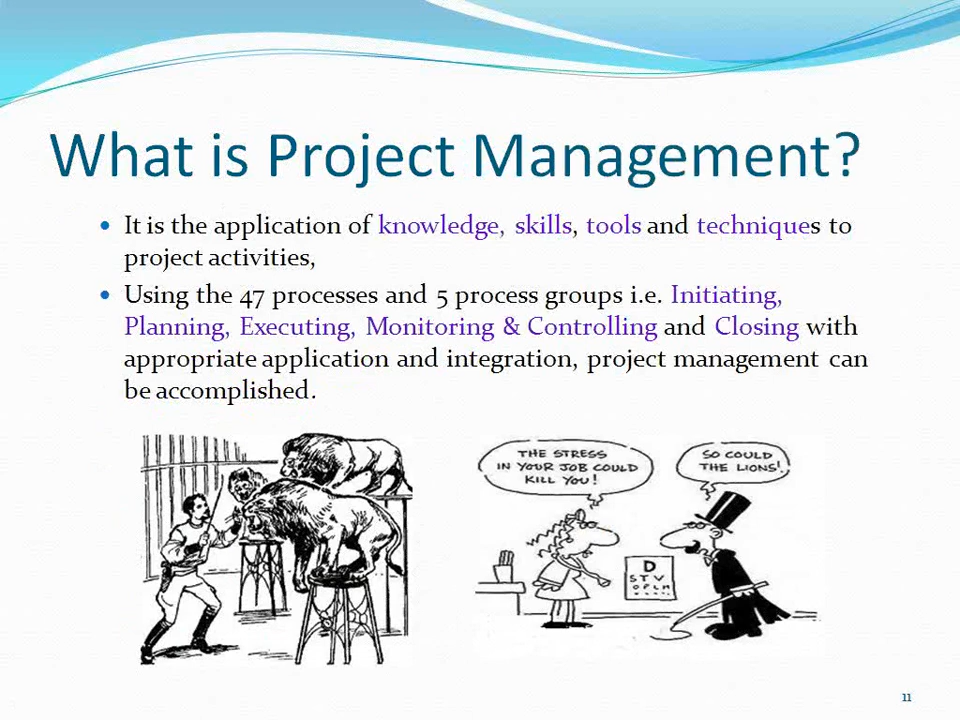 What is Project Management?
• It is the application of knowledge, skills, tools and techniques to
project activities,
• Using the 47 processes and 5 process groups i.e. Initiating,
Planning, Executing, Monitoring & Controlling and Closing with
appropriate application and integration, project management can
be accomplished.
THE STRESS
IN YOUR JOB COULD
KILL YOU!
SO COULD
THE LIONS!
D
S T V
O P L M
11